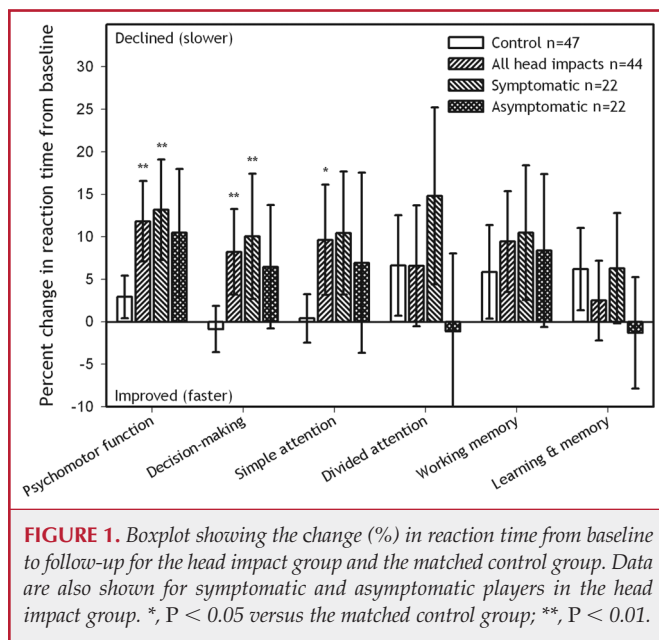 Declined (slower)
Control n=47
All head impacts n=44
Symptomatic n=22
Asymptomatic n=22
Percent change in reaction time from baseline
30
25
20
15
10
5
0
-5
-10
** ** ** ** *
Improved (faster)
Psychomotor function
Decision-making
Simple attention
Divided attention
Working memory
Learning & memory
FIGURE 1. Boxplot showing the change (%) in reaction time from baseline
to follow-up for the head impact group and the matched control group. Data
are also shown for symptomatic and asymptomatic players in the head
impact group. *, P < 0.05 versus the matched control group; **, P < 0.01.